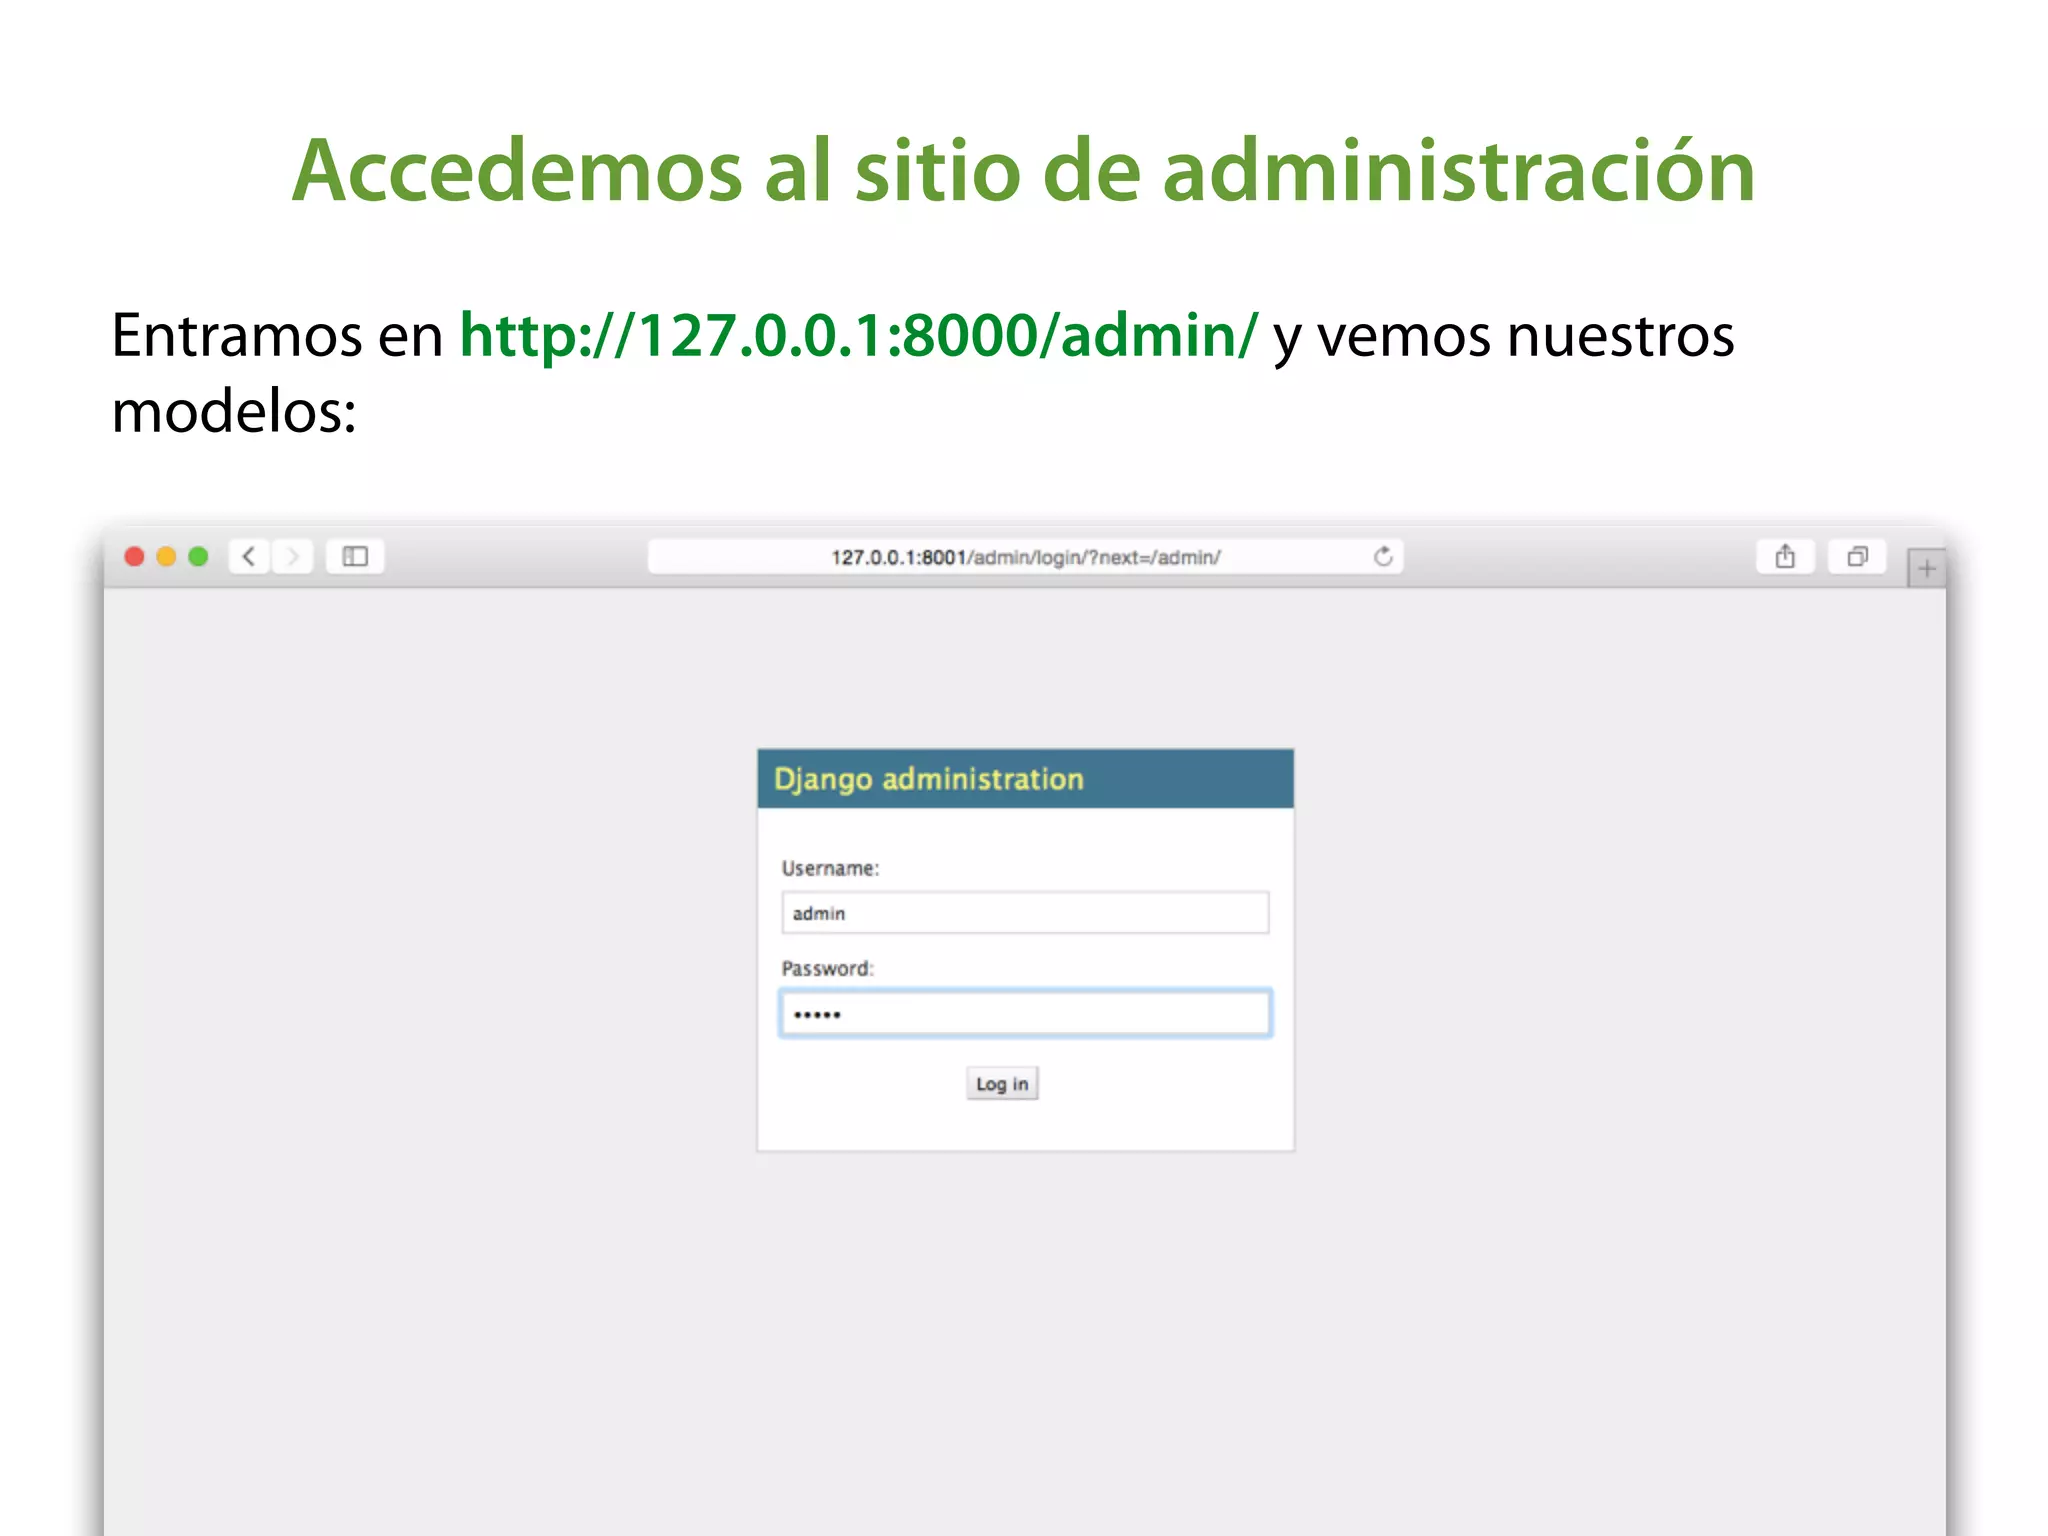 Accedemos al sitio de administración
Entramos en http://127.0.0.1:8000/admin/ y vemos nuestros
modelos:
127.0.0.1:8001/admin/login/?next=/admin/
Django administration
Username:
admin
Password:
•••••
Log in